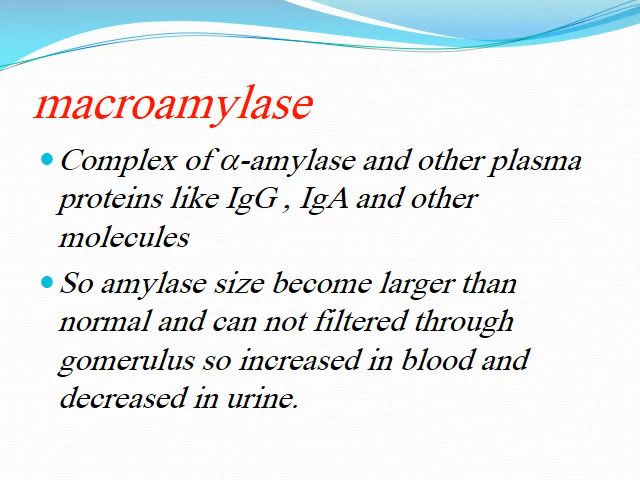 macroamylase
Complex of α-amylase and other plasma
proteins like IgG , IgA and other
molecules
So amylase size become larger than
normal and can not filtered through
gomerulus so increased in blood and
decreased in urine.